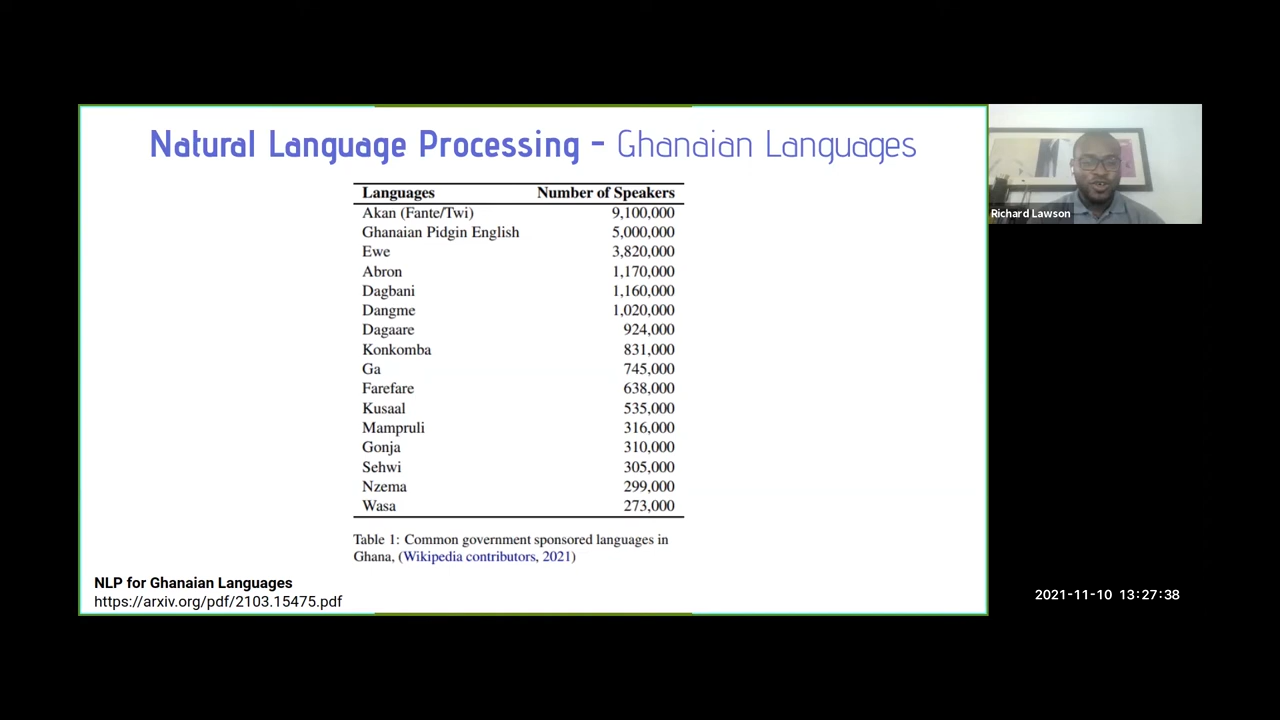 Natural Language Processing - Ghanaian Languages
Languages Number of Speakers
Akan (Fante/Twi) 9,100,000
Ghanaian Pidgin English 5,000,000
Ewe 3,820,000
Abron 1,170,000
Dagbani 1,160,000
Dangme 1,020,000
Dagaare 924,000
Konkomba 831,000
Ga 745,000
Farefare 638,000
Kusaal 535,000
Mampruli 316,000
Gonja 310,000
Sehwi 305,000
Nzema 299,000
Wasa 273,000
Table 1: Common government sponsored languages in
Ghana, (Wikipedia contributors, 2021)
NLP for Ghanaian Languages
https://arxiv.org/pdf/2103.15475.pdf
Richard Lawson
2021-11-10 13:27:38